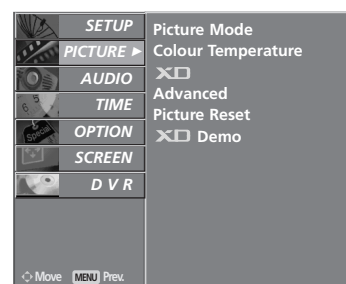 SETUP
PICTURE ►
AUDIO
TIME
OPTION
SCREEN
D V R
Picture Mode
Colour Temperature
XD
Advanced
Picture Reset
XD Demo
Special
Move MENU Prev.